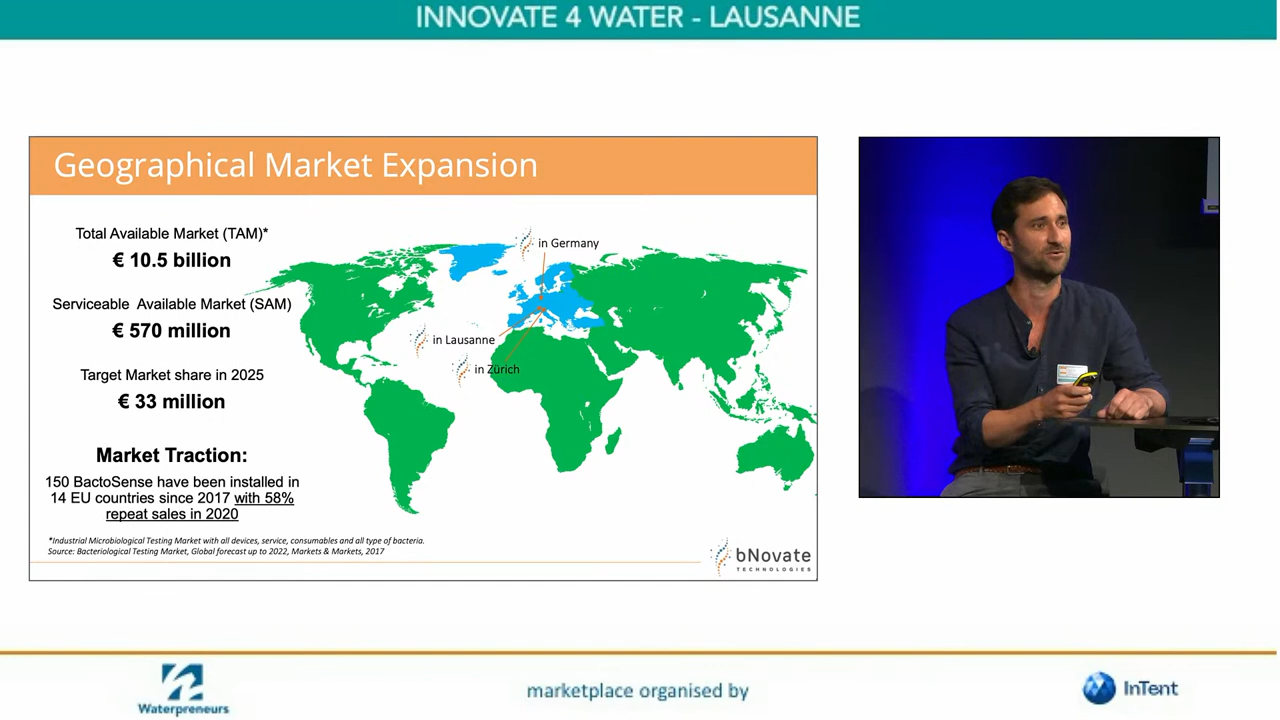 INNOVATE 4 WATER - LAUSANNE
Geographical Market Expansion
Total Available Market (TAM)*
€ 10.5 billion
Serviceable Available Market (SAM)
€ 570 million
Target Market share in 2025
€ 33 million
Market Traction:
150 BactoSense have been installed in
14 EU countries since 2017 with 58%
repeat sales in 2020
in Germany
in Lausanne
in Zürich
*Industrial Microbiological Testing Market with all devices, service, consumables and all type of bacteria.
Source: Bacteriological Testing Market, Global forecast up to 2022, Markets & Markets, 2017
bNovate
TECHNOLOGIES
Waterpreneurs
marketplace organised by
InTent